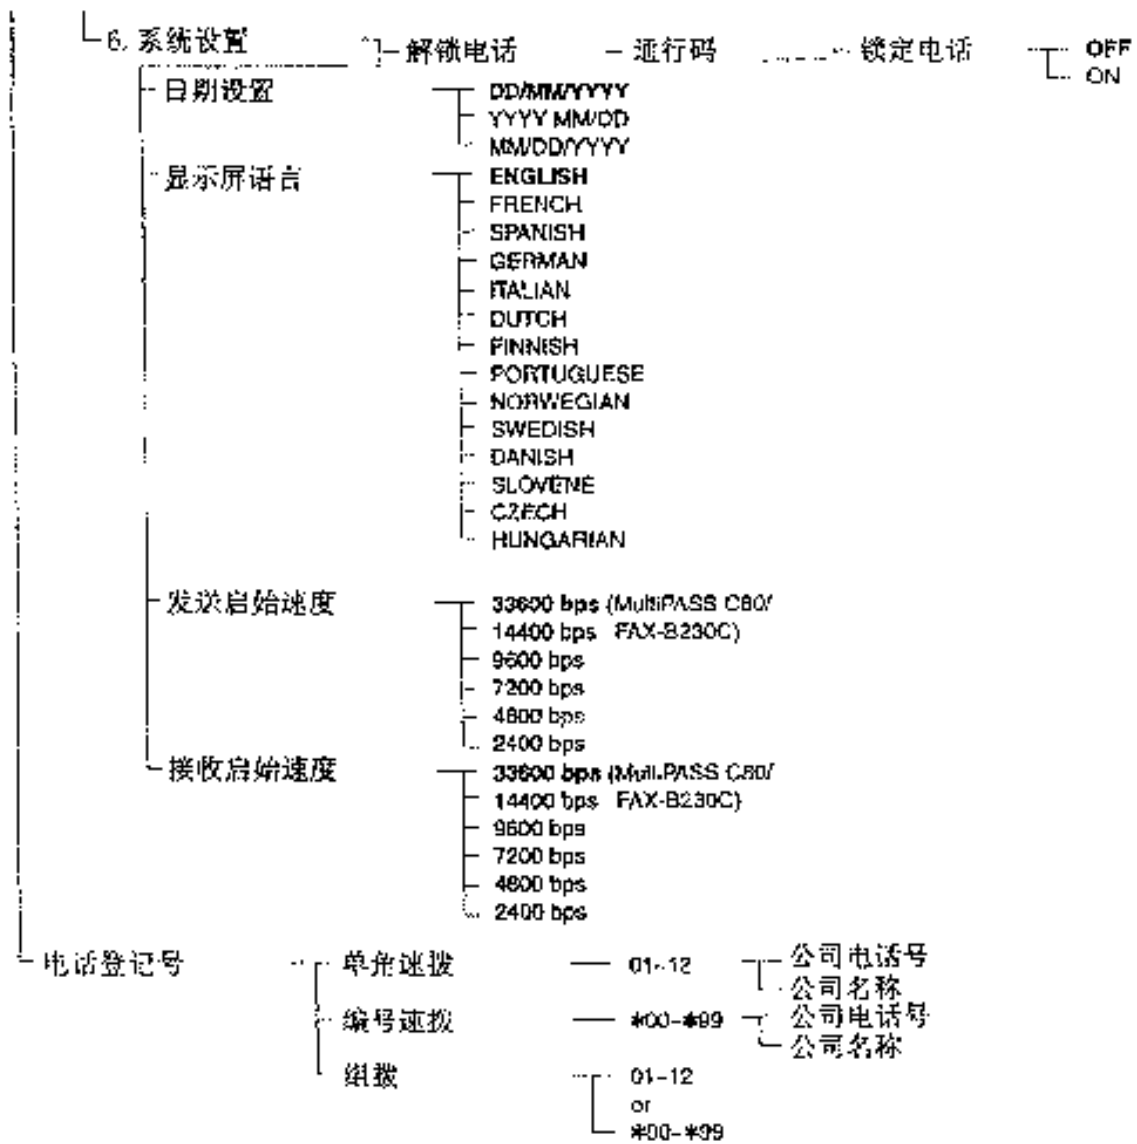 6. 系统设置 解锁电话 通行码 锁定电话 OFF
ON
日期设置 DD/MM/YYYY
YYYY MM/DD
MM/DD/YYYY
显示屏语言 ENGLISH
FRENCH
SPANISH
GERMAN
ITALIAN
DUTCH
FINNISH
PORTUGUESE
NORWEGIAN
SWEDISH
DANISH
SLOVENE
CZECH
HUNGARIAN
发送启始速度 33600 bps (MultiPASS C80/
14400 bps FAX-B230C)
9600 bps
7200 bps
4800 bps
2400 bps
接收启始速度 33600 bps (MultiPASS C80/
14400 bps FAX-B230C)
9600 bps
7200 bps
4800 bps
2400 bps
电话登记号 单角速拨 01-12 公司电话号
公司名称
编号速拨 *00-*99 公司电话号
公司名称
组拨 01-12
or
*00-*99